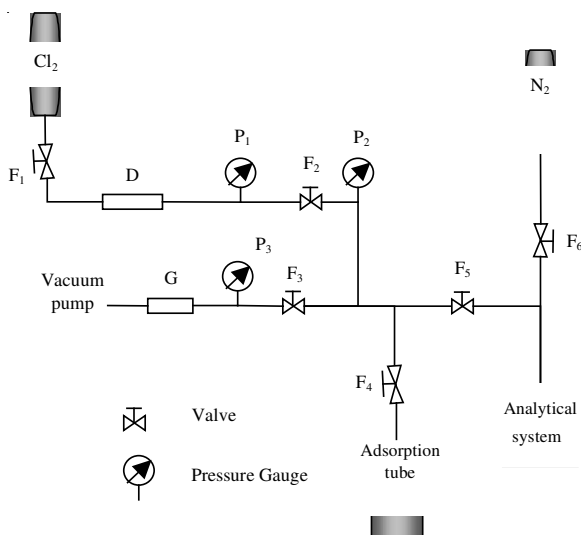 Cl₂
N₂
P₁
P₂
F₂
F₁
D
F₆
P₃
F₅
G
F₃
Vacuum
pump
F₄
Analytical
system
Valve
Adsorption
tube
Pressure Gauge